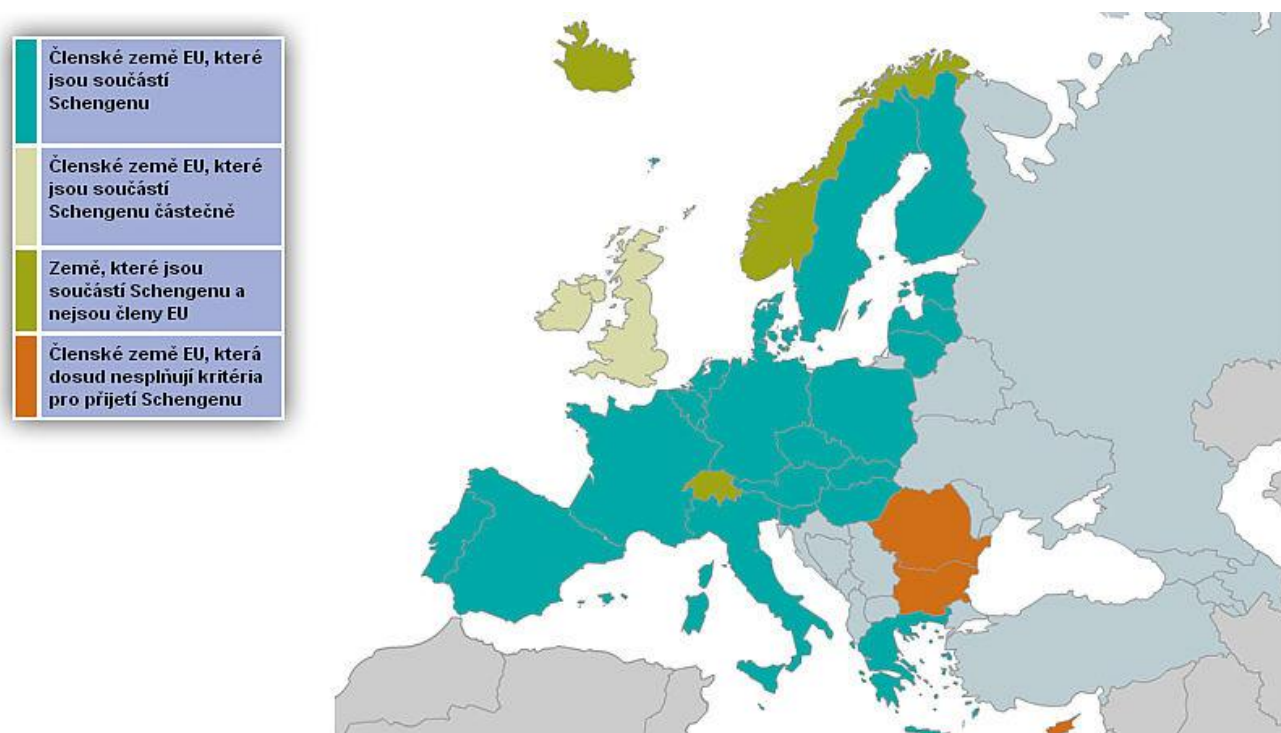 Členské země EU, které
jsou součástí
Schengenu
Členské země EU, které
jsou součástí
Schengenu částečně
Země, které jsou
součástí Schengenu a
nejsou členy EU
Členské země EU, která
dosud nesplňují kritéria
pro přijetí Schengenu